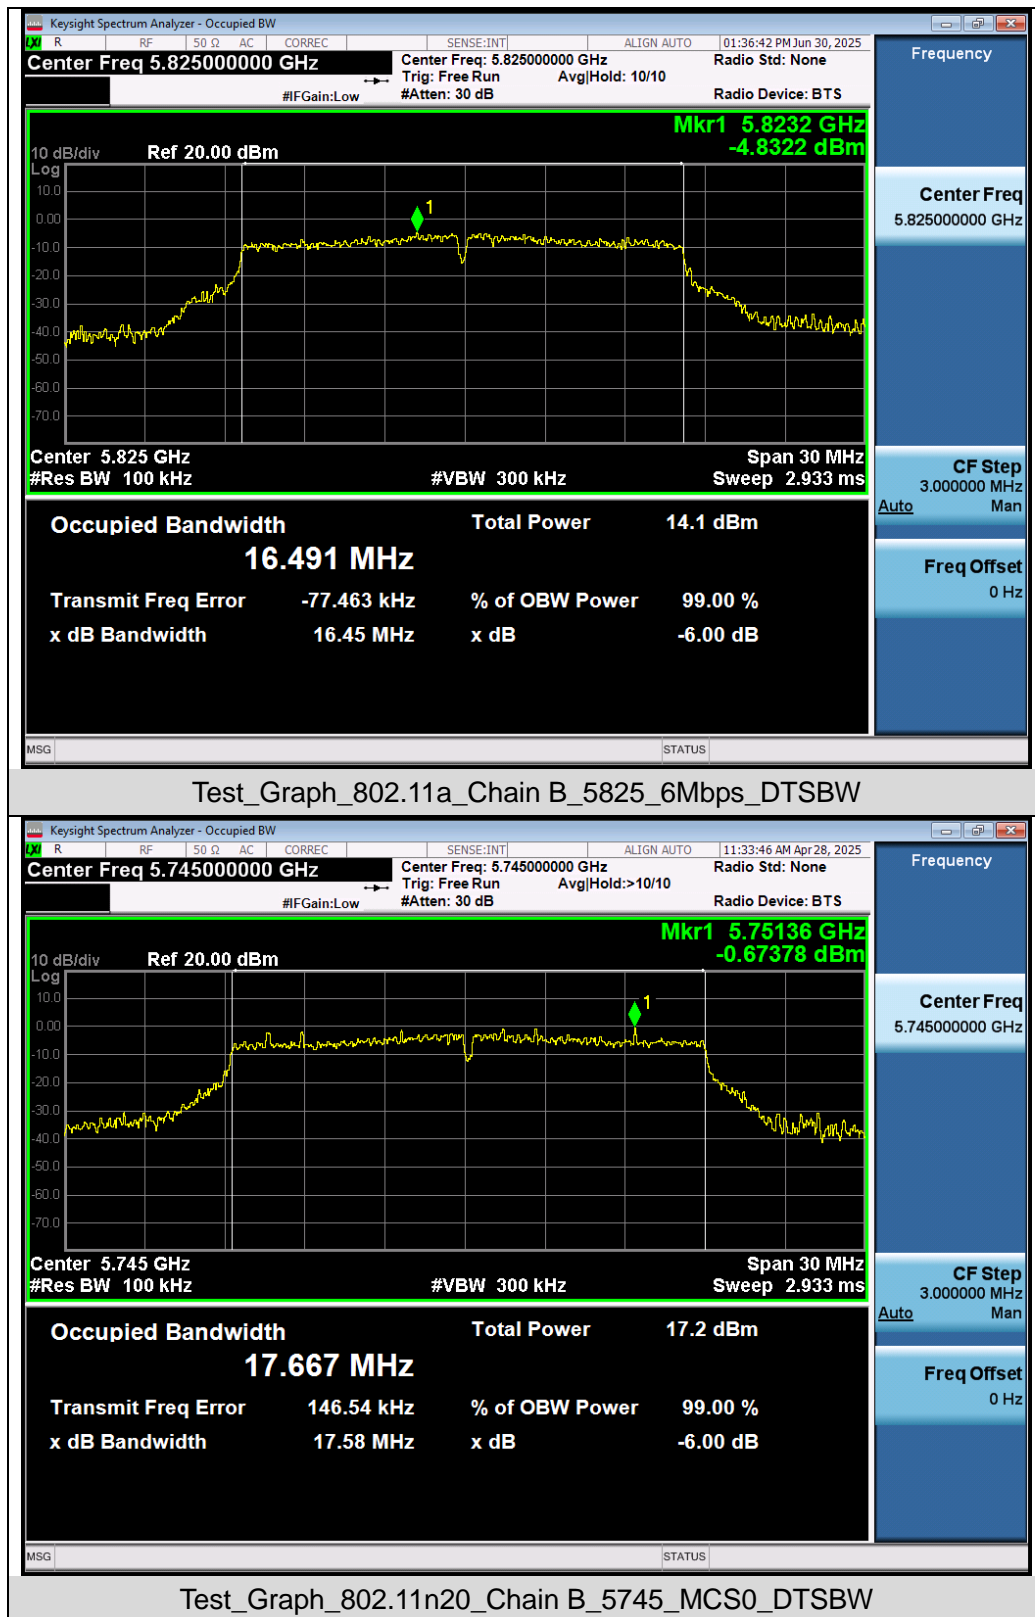 Keysight Spectrum Analyzer - Occupied BW
LXI R RF 50 Ω AC CORREC SENSE:INT ALIGN AUTO 01:36:42 PM Jun 30, 2025
Center Freq 5.825000000 GHz
Center Freq: 5.825000000 GHz Radio Std: None
Trig: Free Run Avg|Hold: 10/10
#IFGain:Low #Atten: 30 dB Radio Device: BTS
Frequency
Mkr1 5.8232 GHz
-4.8322 dBm
10 dB/div Ref 20.00 dBm
Log
10.0
0.00
-10.0
-20.0
-30.0
-40.0
-50.0
-60.0
-70.0
1
Center Freq
5.825000000 GHz
Center 5.825 GHz Span 30 MHz
#Res BW 100 kHz #VBW 300 kHz Sweep 2.933 ms
CF Step
3.000000 MHz
Auto Man
Occupied Bandwidth Total Power 14.1 dBm
16.491 MHz
Transmit Freq Error -77.463 kHz % of OBW Power 99.00 %
x dB Bandwidth 16.45 MHz x dB -6.00 dB
Freq Offset
0 Hz
MSG STATUS
Test_Graph_802.11a_Chain B_5825_6Mbps_DTSBW
Keysight Spectrum Analyzer - Occupied BW
LXI R RF 50 Ω AC CORREC SENSE:INT ALIGN AUTO 11:33:46 AM Apr 28, 2025
Center Freq 5.745000000 GHz
Center Freq: 5.745000000 GHz Radio Std: None
Trig: Free Run Avg|Hold:>10/10
#IFGain:Low #Atten: 30 dB Radio Device: BTS
Frequency
Mkr1 5.75136 GHz
-0.67378 dBm
10 dB/div Ref 20.00 dBm
Log
10.0
0.00
-10.0
-20.0
-30.0
-40.0
-50.0
-60.0
-70.0
1
Center Freq
5.745000000 GHz
Center 5.745 GHz Span 30 MHz
#Res BW 100 kHz #VBW 300 kHz Sweep 2.933 ms
CF Step
3.000000 MHz
Auto Man
Occupied Bandwidth Total Power 17.2 dBm
17.667 MHz
Transmit Freq Error 146.54 kHz % of OBW Power 99.00 %
x dB Bandwidth 17.58 MHz x dB -6.00 dB
Freq Offset
0 Hz
MSG STATUS
Test_Graph_802.11n20_Chain B_5745_MCS0_DTSBW